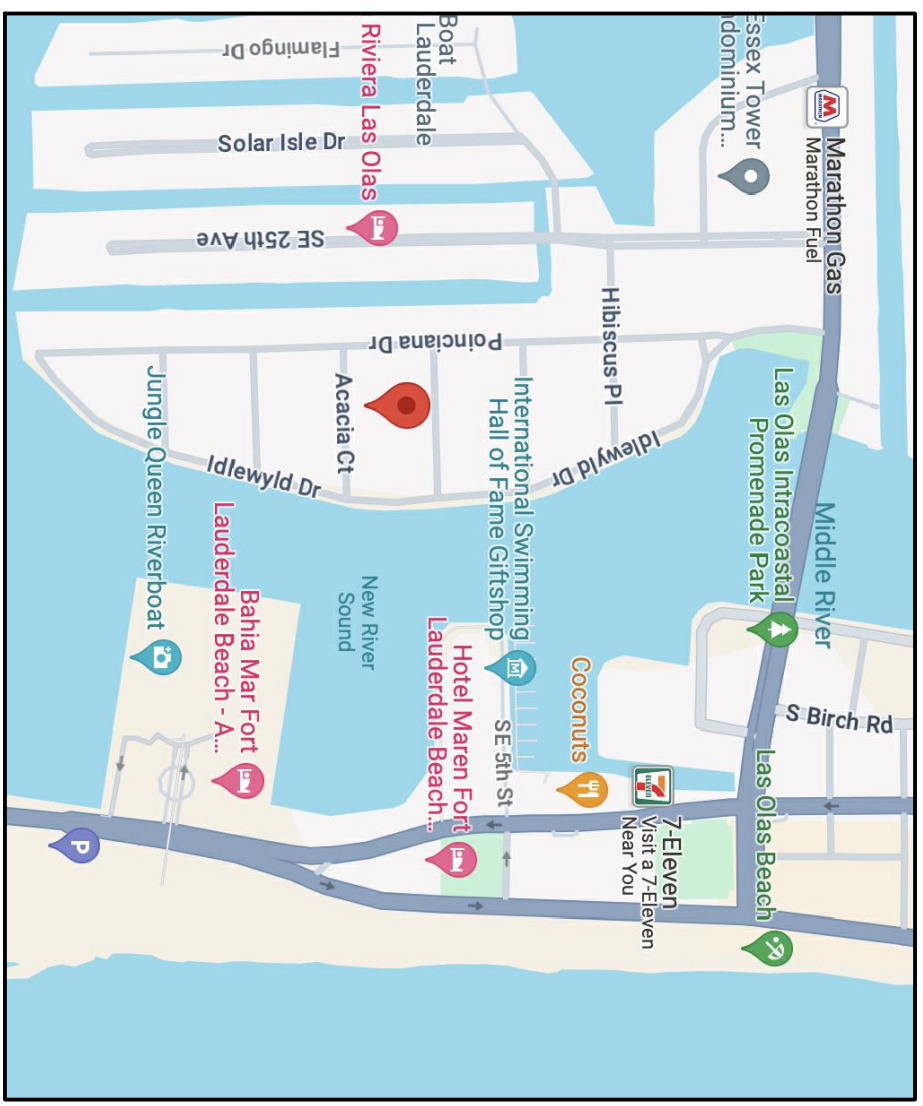 Boat
Lauderdale
Flamingo Dr
Riviera Las Olas
Solar Isle Dr
SE 25th Ave
Essex Tower
ndominium...
M
MARATHON
Marathon Gas
Marathon Fuel
Hibiscus Pl
Poinciana Dr
Acacia Ct
Idlewyld Dr
Idlewyld Dr
International Swimming
Hall of Fame Giftshop
Jungle Queen Riverboat
Las Olas Intracoastal
Promenade Park
Middle River
New River
Sound
Bahia Mar Fort
Lauderdale Beach - A...
Hotel Maren Fort
Lauderdale Beach...
Coconuts
SE 5th St
S Birch Rd
7
ELEVEN
7-Eleven
Visit a 7-Eleven
Near You
Las Olas Beach
P